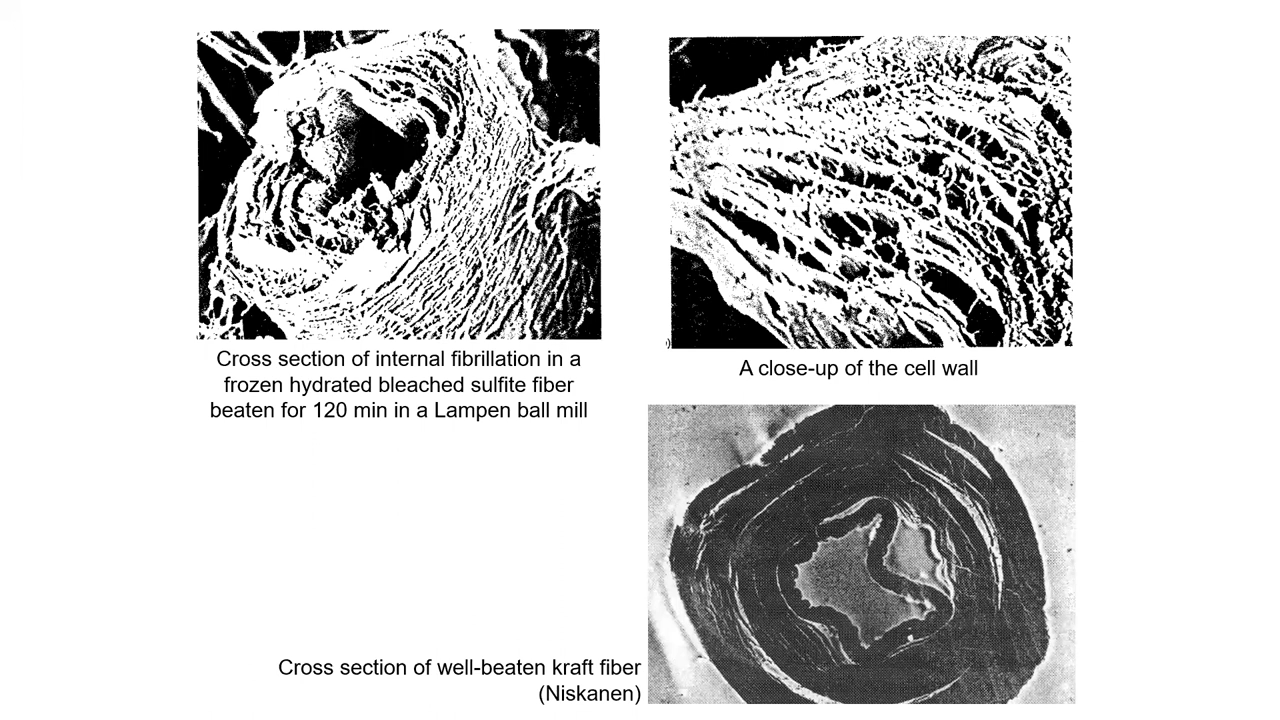 Cross section of internal fibrillation in a
frozen hydrated bleached sulfite fiber
beaten for 120 min in a Lampen ball mill
A close-up of the cell wall
Cross section of well-beaten kraft fiber
(Niskanen)